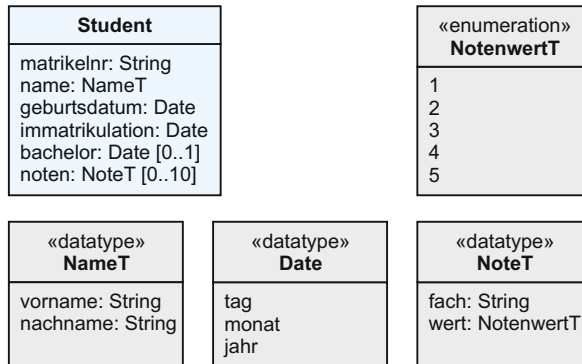 Student
matrikelnr: String
name: NameT
geburtsdatum: Date
immatrikulation: Date
bachelor: Date [0..1]
noten: NoteT [0..10]
«enumeration»
NotenwertT
1
2
3
4
5
«datatype»
NameT
vorname: String
nachname: String
«datatype»
Date
tag
monat
jahr
«datatype»
NoteT
fach: String
wert: NotenwertT